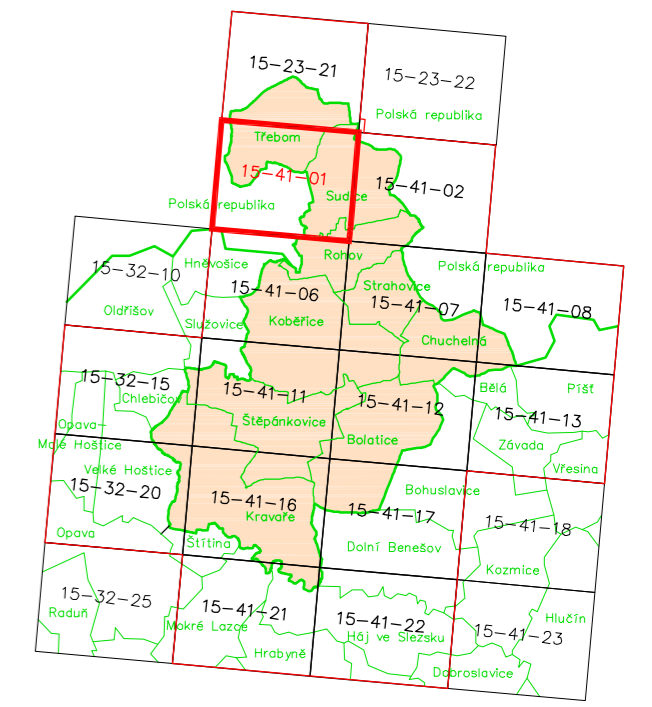 15-23-21
15-23-22
Polská republika
Třebom
15-41-01
15-41-02
Sudice
Polská republika
Rohov
Hněvošice
Polská republika
15-32-10
15-41-06
Strahovice
15-41-07
15-41-08
Oldřišov
Služovice
Kobeřice
Chuchelná
15-32-15
15-41-11
15-41-12
Bělá
Píšť
Chlebičov
15-41-13
Opava-
Malé Hoštice
Štěpánkovice
Bolatice
Závada
Velké Hoštice
Vřesina
15-32-20
15-41-16
Bohuslavice
Kravaře
15-41-17
15-41-18
Opava
Štítina
Dolní Benešov
Kozmice
15-32-25
15-41-21
15-41-22
Raduň
Mokré Lazce
Háj ve Slezsku
15-41-23
Hlučín
Hrabyně
Dobroslavice